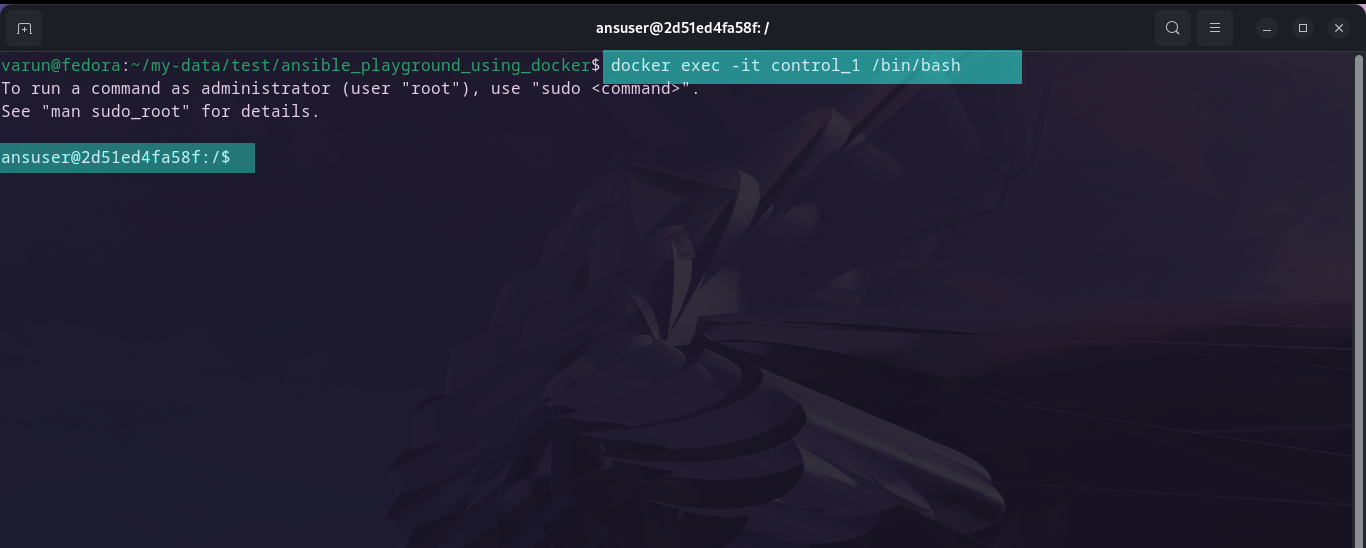 ansuser@2d51ed4fa58f: /
varun@fedora:~/my-data/test/ansible_playground_using_docker$ docker exec -it control_1 /bin/bash
To run a command as administrator (user "root"), use "sudo <command>".
See "man sudo_root" for details.
ansuser@2d51ed4fa58f:/$